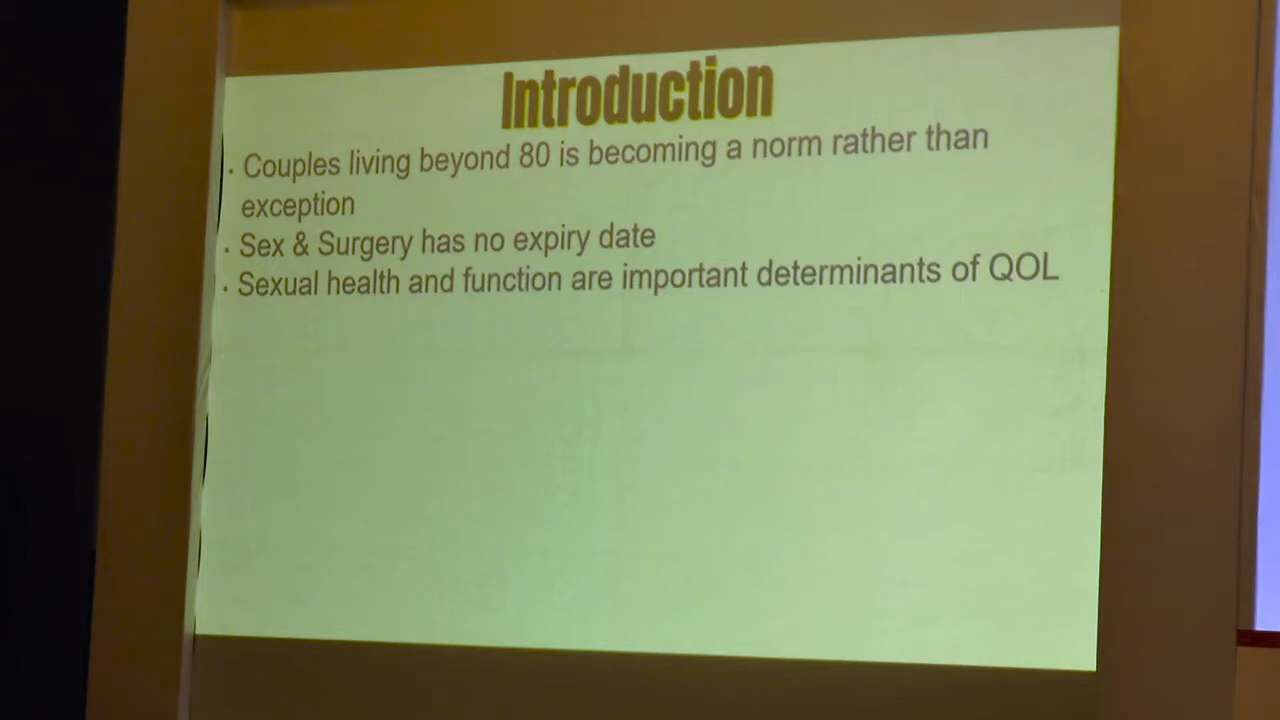 Introduction
· Couples living beyond 80 is becoming a norm rather than
exception
· Sex & Surgery has no expiry date
· Sexual health and function are important determinants of QOL